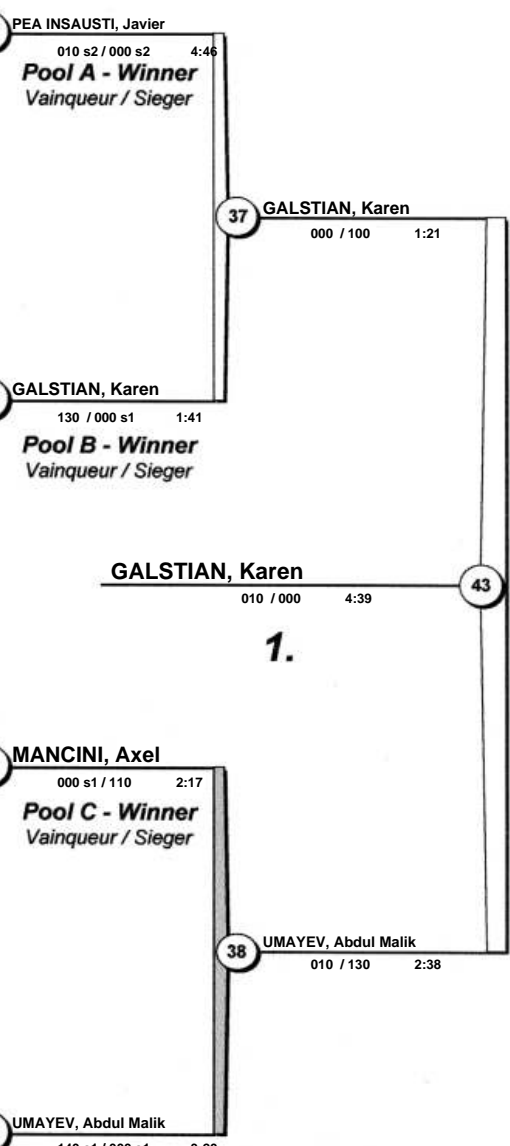 PEA INSAUSTI, Javier
010 s2 / 000 s2 4:46
Pool A - Winner
Vainqueur / Sieger
37
GALSTIAN, Karen
000 / 100 1:21
GALSTIAN, Karen
130 / 000 s1 1:41
Pool B - Winner
Vainqueur / Sieger
GALSTIAN, Karen
43
010 / 000 4:39
1.
MANCINI, Axel
000 s1 / 110 2:17
Pool C - Winner
Vainqueur / Sieger
38
UMAYEV, Abdul Malik
010 / 130 2:38
UMAYEV, Abdul Malik